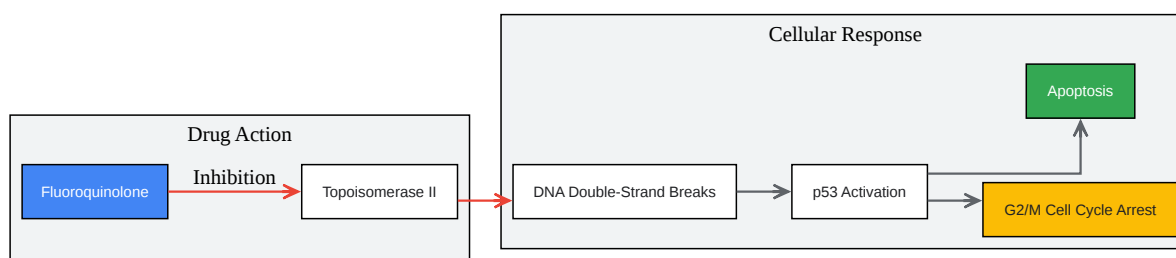 Cellular Response
Apoptosis
Drug Action
Fluoroquinolone
Inhibition
Topoisomerase II
DNA Double-Strand Breaks
p53 Activation
G2/M Cell Cycle Arrest